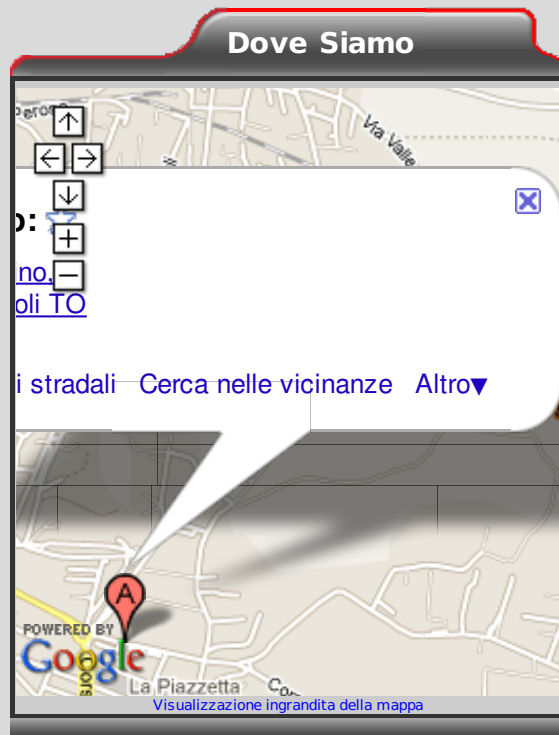 Dove Siamo
Via Valle
o:
ino,
oli TO
i stradali Cerca nelle vicinanze Altro▼
A
POWERED BY
Google
La Piazzetta
Visualizzazione ingrandita della mappa